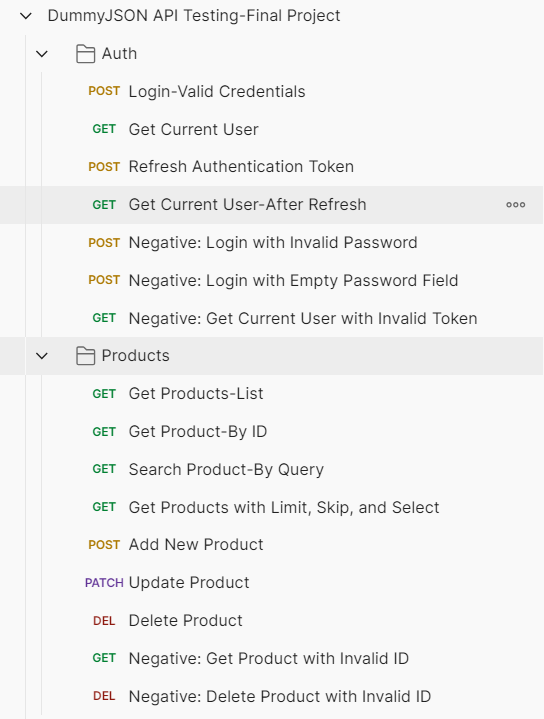 DummyJSON API Testing-Final Project
Auth
POST Login-Valid Credentials
GET Get Current User
POST Refresh Authentication Token
GET Get Current User-After Refresh
POST Negative: Login with Invalid Password
POST Negative: Login with Empty Password Field
GET Negative: Get Current User with Invalid Token
Products
GET Get Products-List
GET Get Product-By ID
GET Search Product-By Query
GET Get Products with Limit, Skip, and Select
POST Add New Product
PATCH Update Product
DEL Delete Product
GET Negative: Get Product with Invalid ID
DEL Negative: Delete Product with Invalid ID